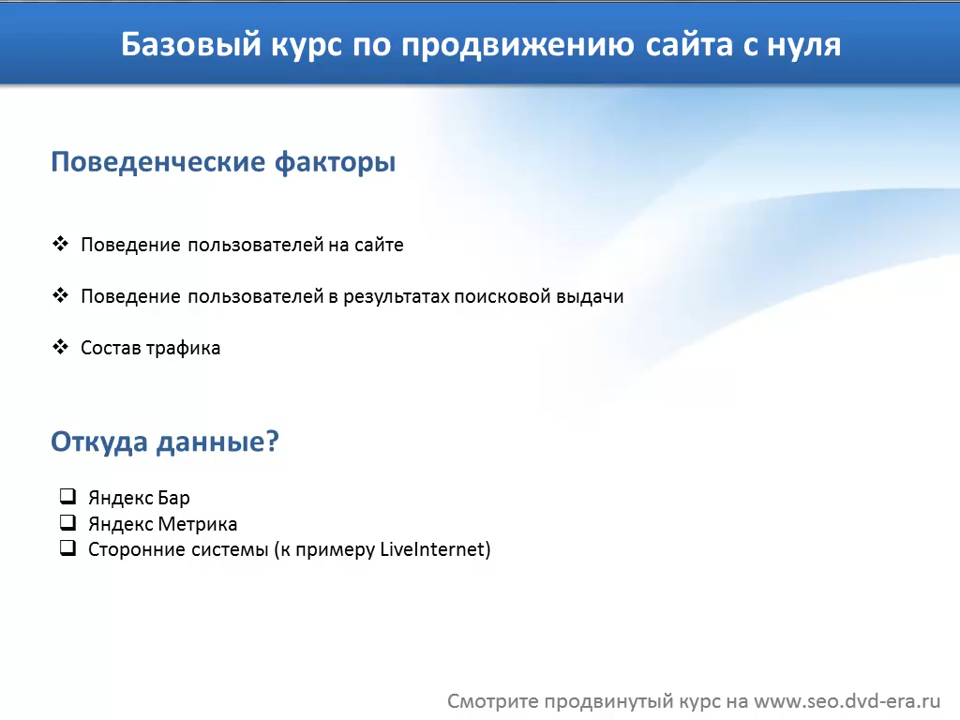 Базовый курс по продвижению сайта с нуля
Поведенческие факторы
Поведение пользователей на сайте
Поведение пользователей в результатах поисковой выдачи
Состав трафика
Откуда данные?
Яндекс Бар
Яндекс Метрика
Сторонние системы (к примеру LiveInternet)
Смотрите продвинутый курс на www.seo.dvd-era.ru